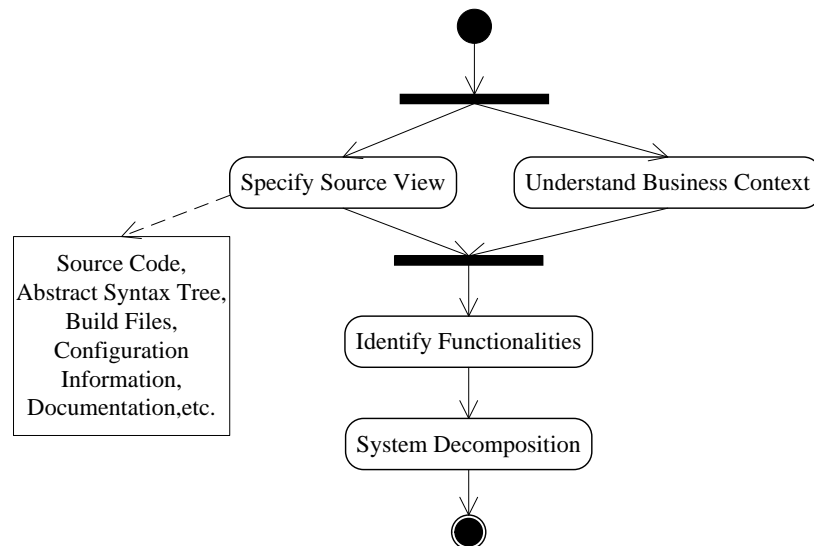 Specify Source View
Understand Business Context
Source Code,
Abstract Syntax Tree,
Build Files,
Configuration
Information,
Documentation,etc.
Identify Functionalities
System Decomposition